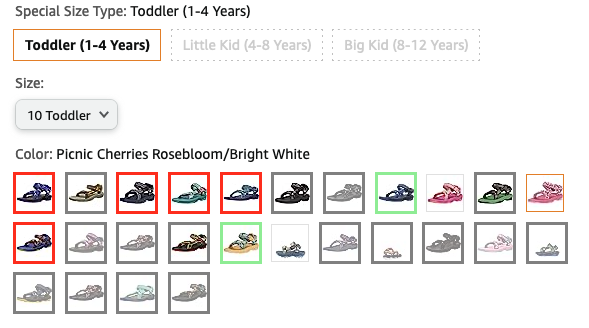 Special Size Type: Toddler (1-4 Years)
Toddler (1-4 Years) Little Kid (4-8 Years) Big Kid (8-12 Years)
Size:
10 Toddler
Color: Picnic Cherries Rosebloom/Bright White